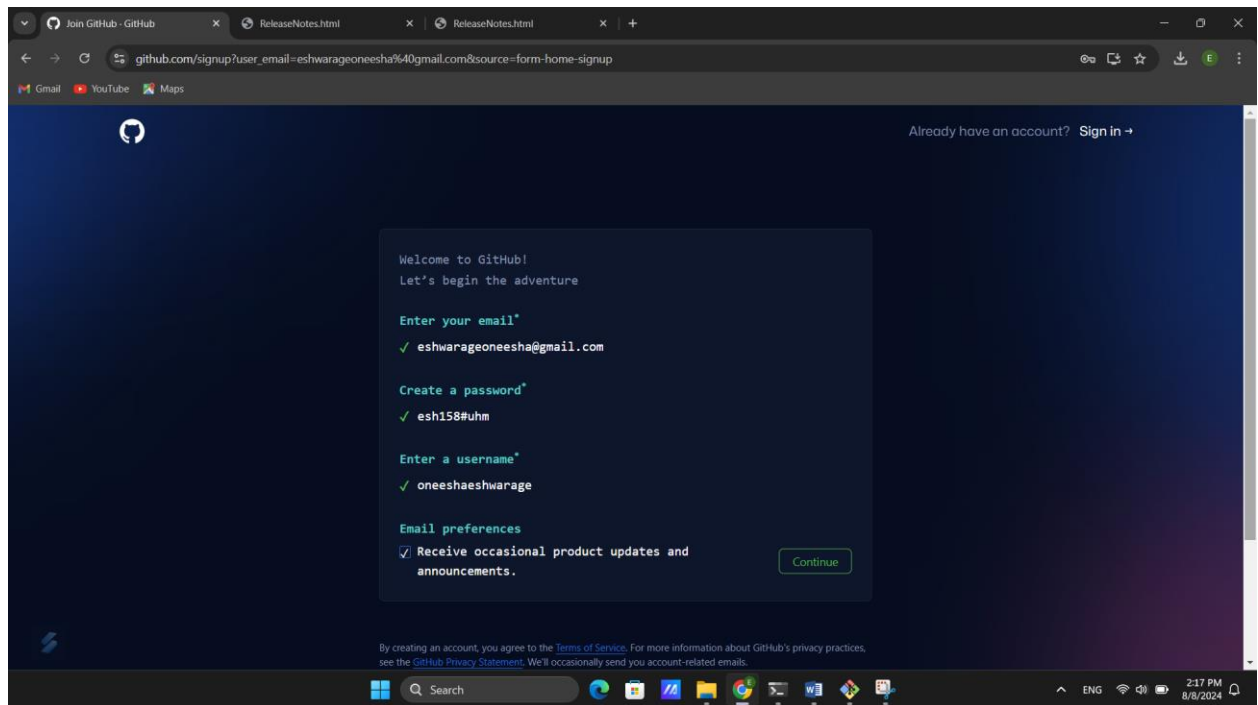 Join GitHub · GitHub
ReleaseNotes.html
ReleaseNotes.html
github.com/signup?user_email=eshwarageoneesha%40gmail.com&source=form-home-signup
E
Gmail
YouTube
Maps
Already have an account? Sign in →
Welcome to GitHub!
Let's begin the adventure
Enter your email*
✓ eshwarageoneesha@gmail.com
Create a password*
✓ esh158#uhm
Enter a username*
✓ oneeshaeshwarage
Email preferences
Receive occasional product updates and
announcements.
Continue
By creating an account, you agree to the Terms of Service. For more information about GitHub's privacy practices,
see the GitHub Privacy Statement. We'll occasionally send you account-related emails.
Search
ENG
2:17 PM
8/8/2024